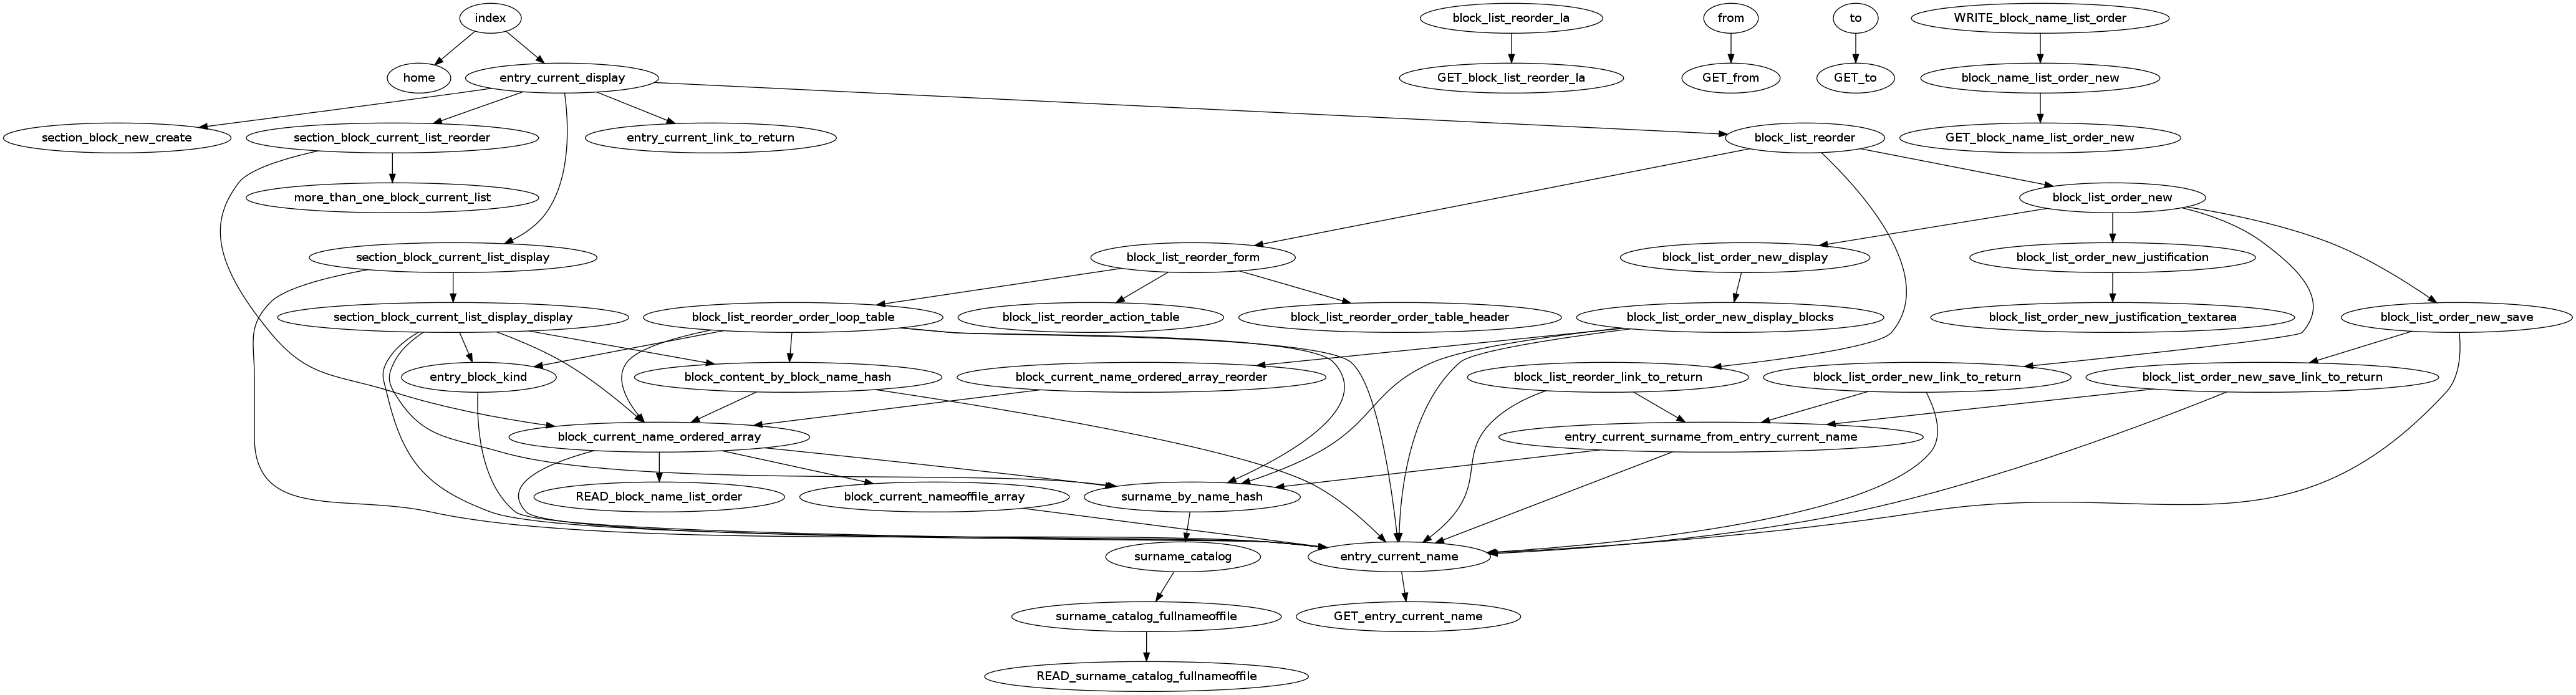 index
block_list_reorder_la
from
to
WRITE_block_name_list_order
home
entry_current_display
GET_block_list_reorder_la
GET_from
GET_to
block_name_list_order_new
section_block_new_create
section_block_current_list_reorder
entry_current_link_to_return
block_list_reorder
GET_block_name_list_order_new
more_than_one_block_current_list
block_list_order_new
section_block_current_list_display
block_list_reorder_form
block_list_order_new_display
block_list_order_new_justification
section_block_current_list_display_display
block_list_reorder_order_loop_table
block_list_reorder_action_table
block_list_reorder_order_table_header
block_list_order_new_display_blocks
block_list_order_new_justification_textarea
block_list_order_new_save
entry_block_kind
block_content_by_block_name_hash
block_current_name_ordered_array_reorder
block_list_reorder_link_to_return
block_list_order_new_link_to_return
block_list_order_new_save_link_to_return
block_current_name_ordered_array
entry_current_surname_from_entry_current_name
READ_block_name_list_order
block_current_nameoffile_array
surname_by_name_hash
surname_catalog
entry_current_name
surname_catalog_fullnameoffile
GET_entry_current_name
READ_surname_catalog_fullnameoffile